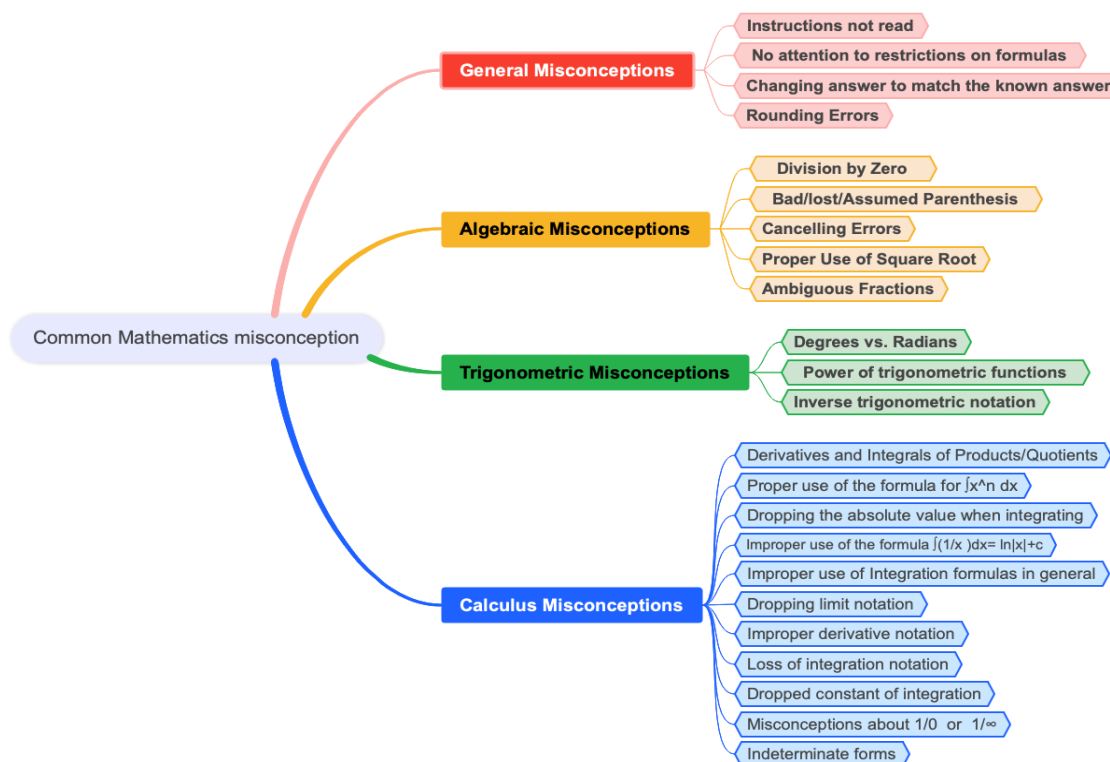 Common Mathematics misconception
General Misconceptions
Instructions not read
No attention to restrictions on formulas
Changing answer to match the known answer
Rounding Errors
Algebraic Misconceptions
Division by Zero
Bad/lost/Assumed Parenthesis
Cancelling Errors
Proper Use of Square Root
Ambiguous Fractions
Trigonometric Misconceptions
Degrees vs. Radians
Power of trigonometric functions
Inverse trigonometric notation
Calculus Misconceptions
Derivatives and Integrals of Products/Quotients
Proper use of the formula for ∫x^n dx
Dropping the absolute value when integrating
Improper use of the formula ∫(1/x )dx= ln|x|+c
Improper use of Integration formulas in general
Dropping limit notation
Improper derivative notation
Loss of integration notation
Dropped constant of integration
Misconceptions about 1/0 or 1/∞
Indeterminate forms